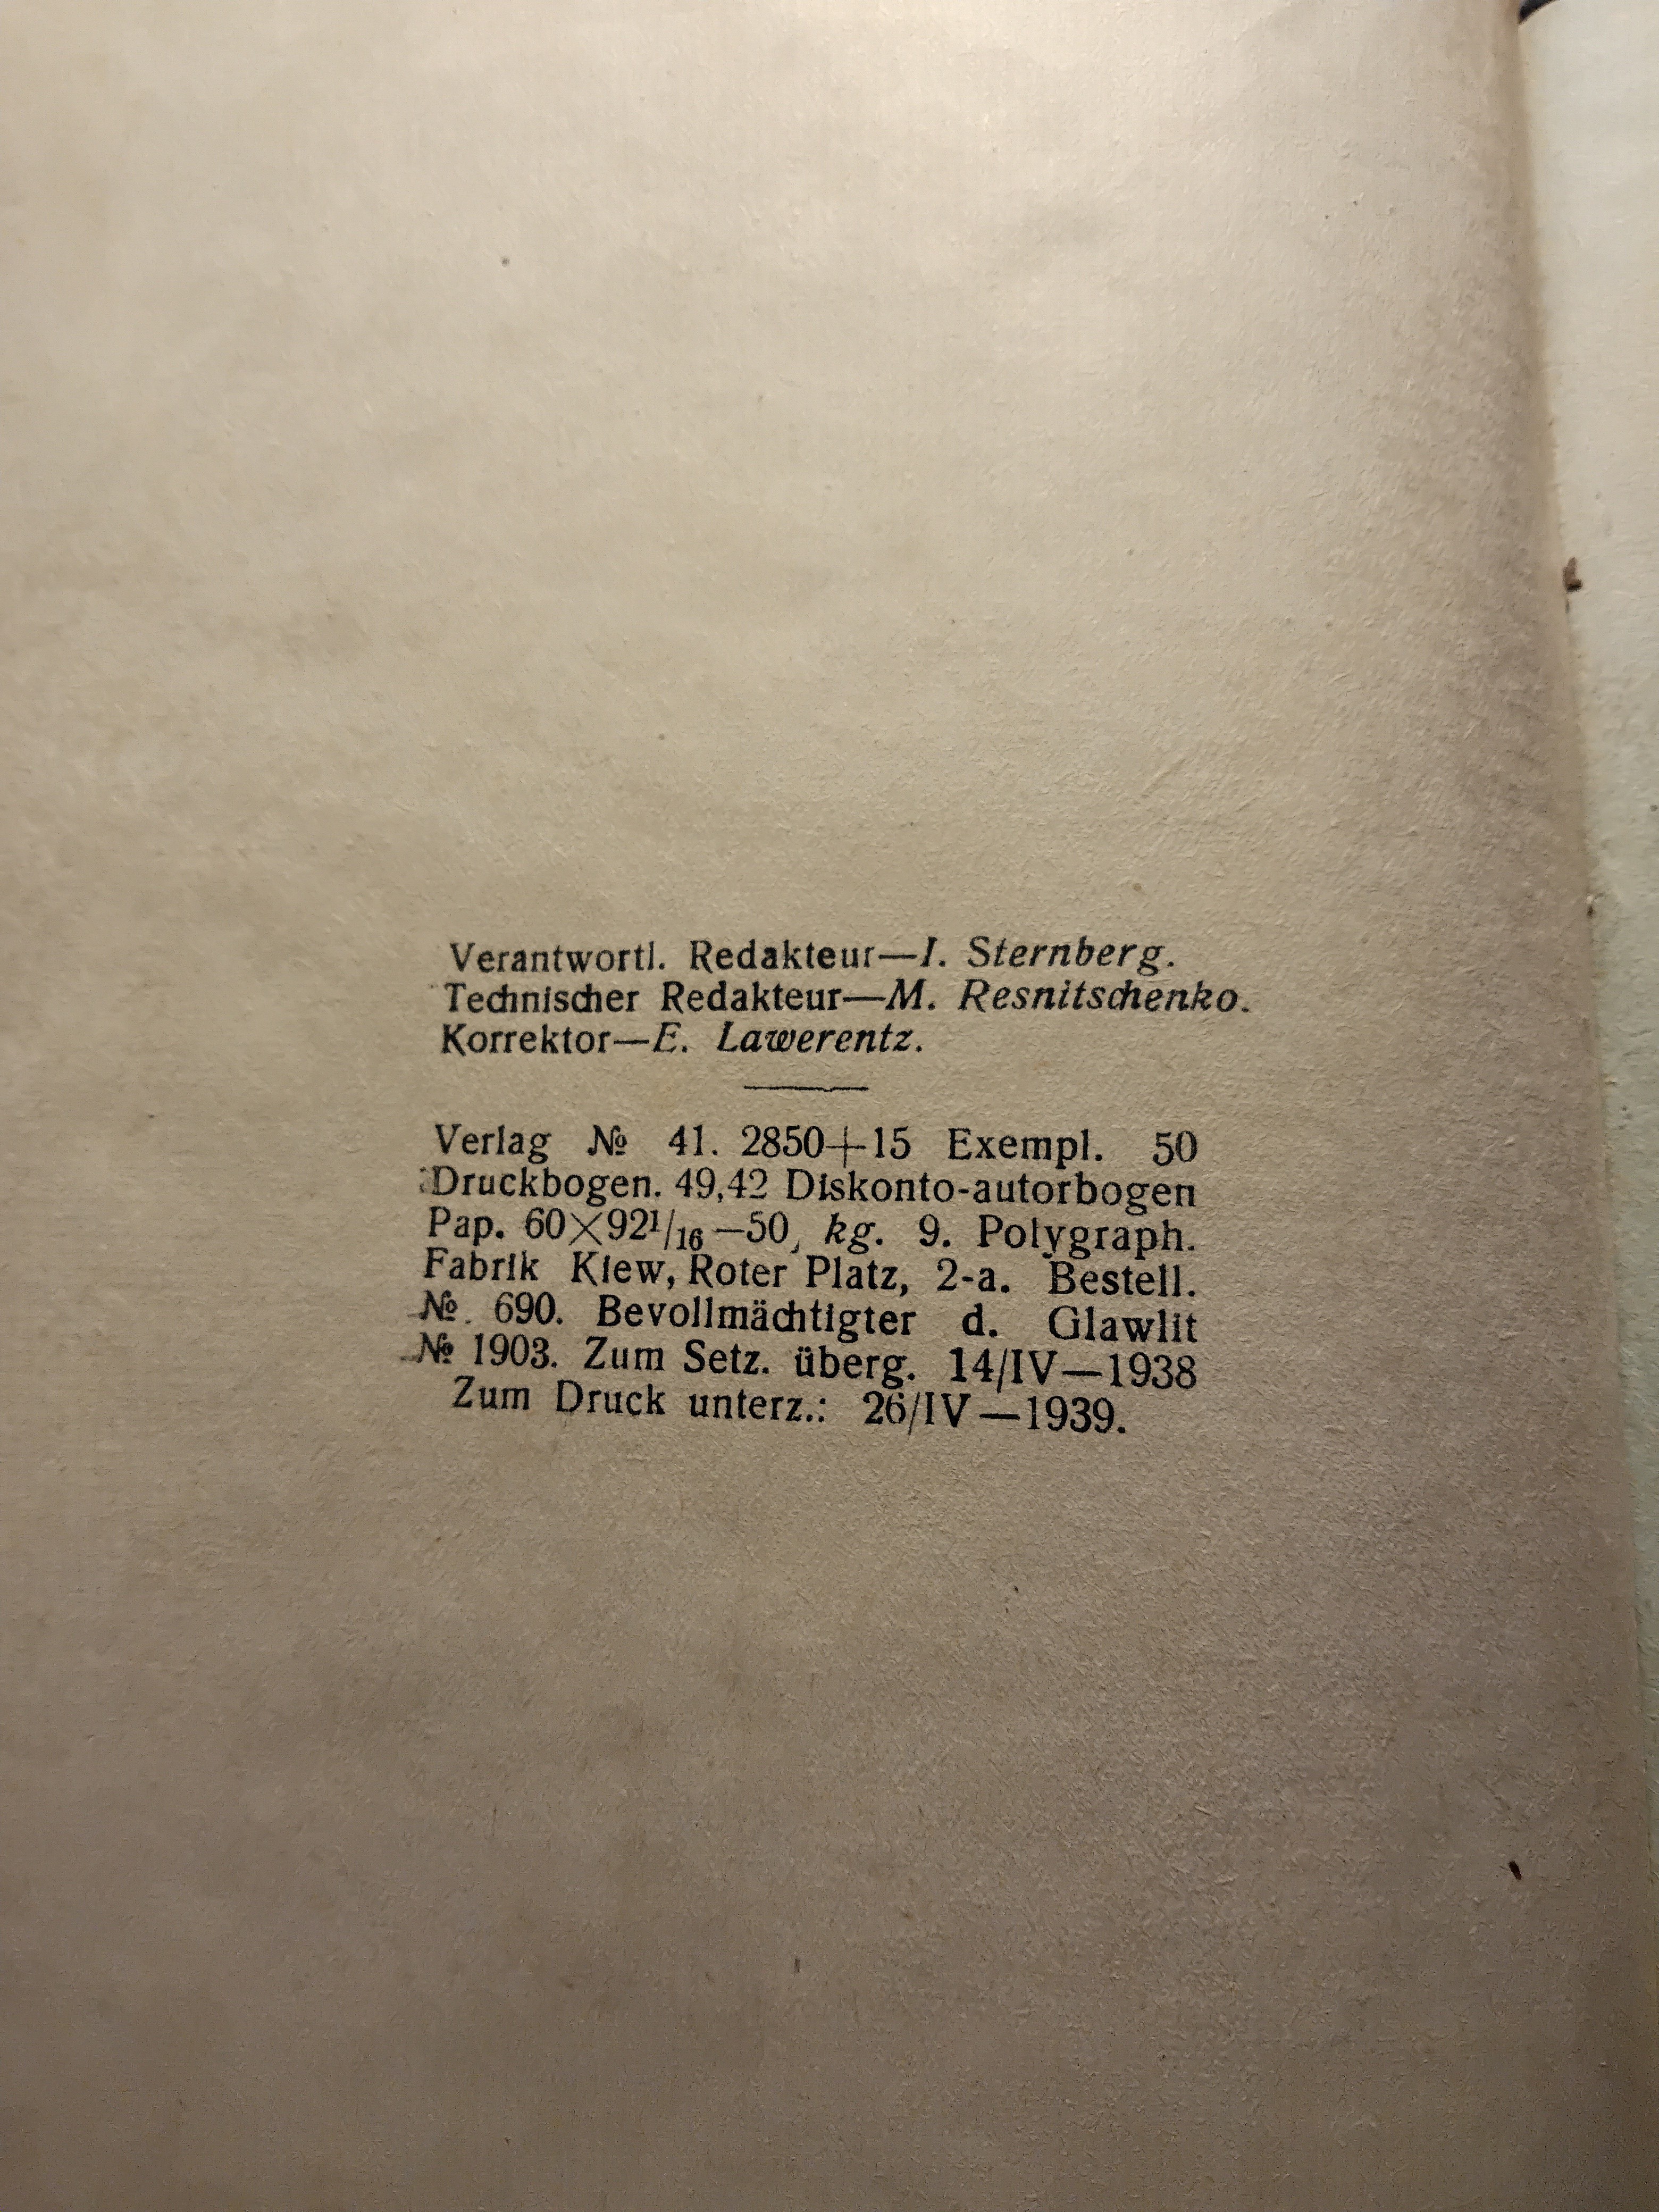 Verantwortl. Redakteur—I. Sternberg.
Technischer Redakteur—M. Resnitschenko.
Korrektor—E. Lawerentz.
Verlag № 41. 2850+15 Exempl. 50
Druckbogen. 49,42 Diskonto-autorbogen
Pap. 60×92¹/₁₆—50, kg. 9. Polygraph.
Fabrik Kiew, Roter Platz, 2-a. Bestell.
№. 690. Bevollmächtigter d. Glawlit
№ 1903. Zum Setz. überg. 14/IV—1938
Zum Druck unterz.: 26/IV—1939.